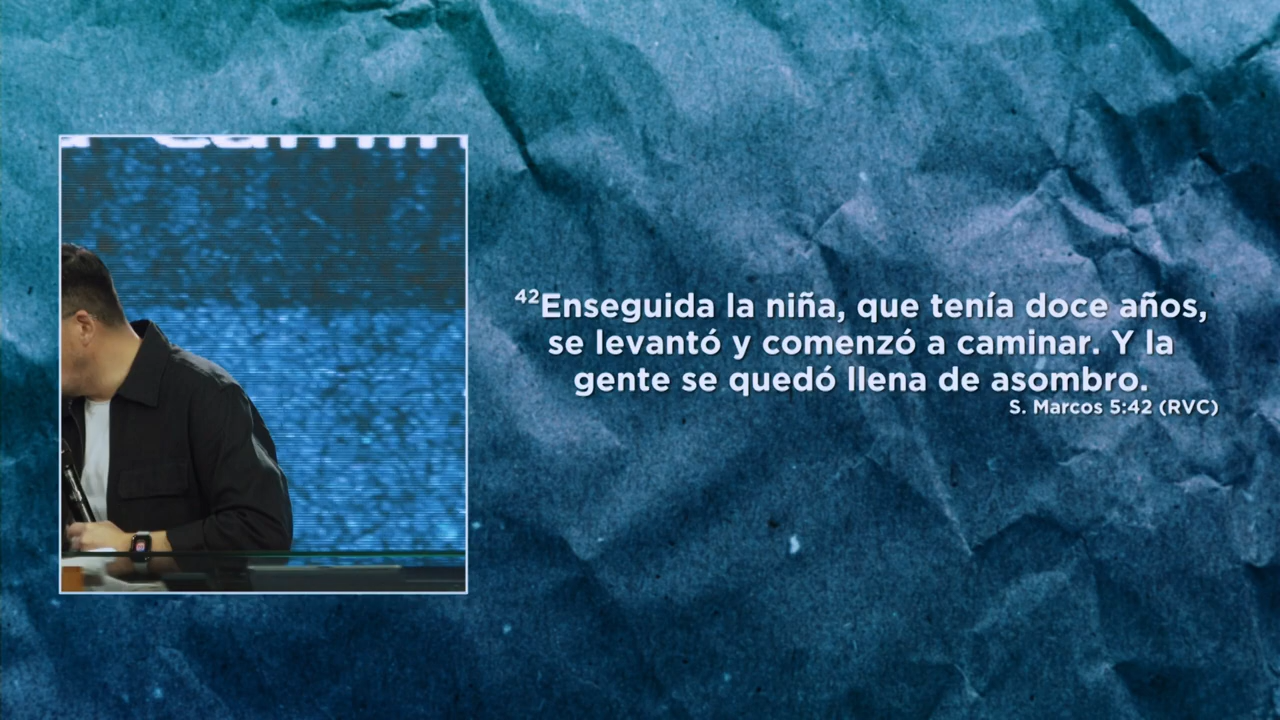 ⁴²Enseguida la niña, que tenía doce años,
se levantó y comenzó a caminar. Y la
gente se quedó llena de asombro.
S. Marcos 5:42 (RVC)